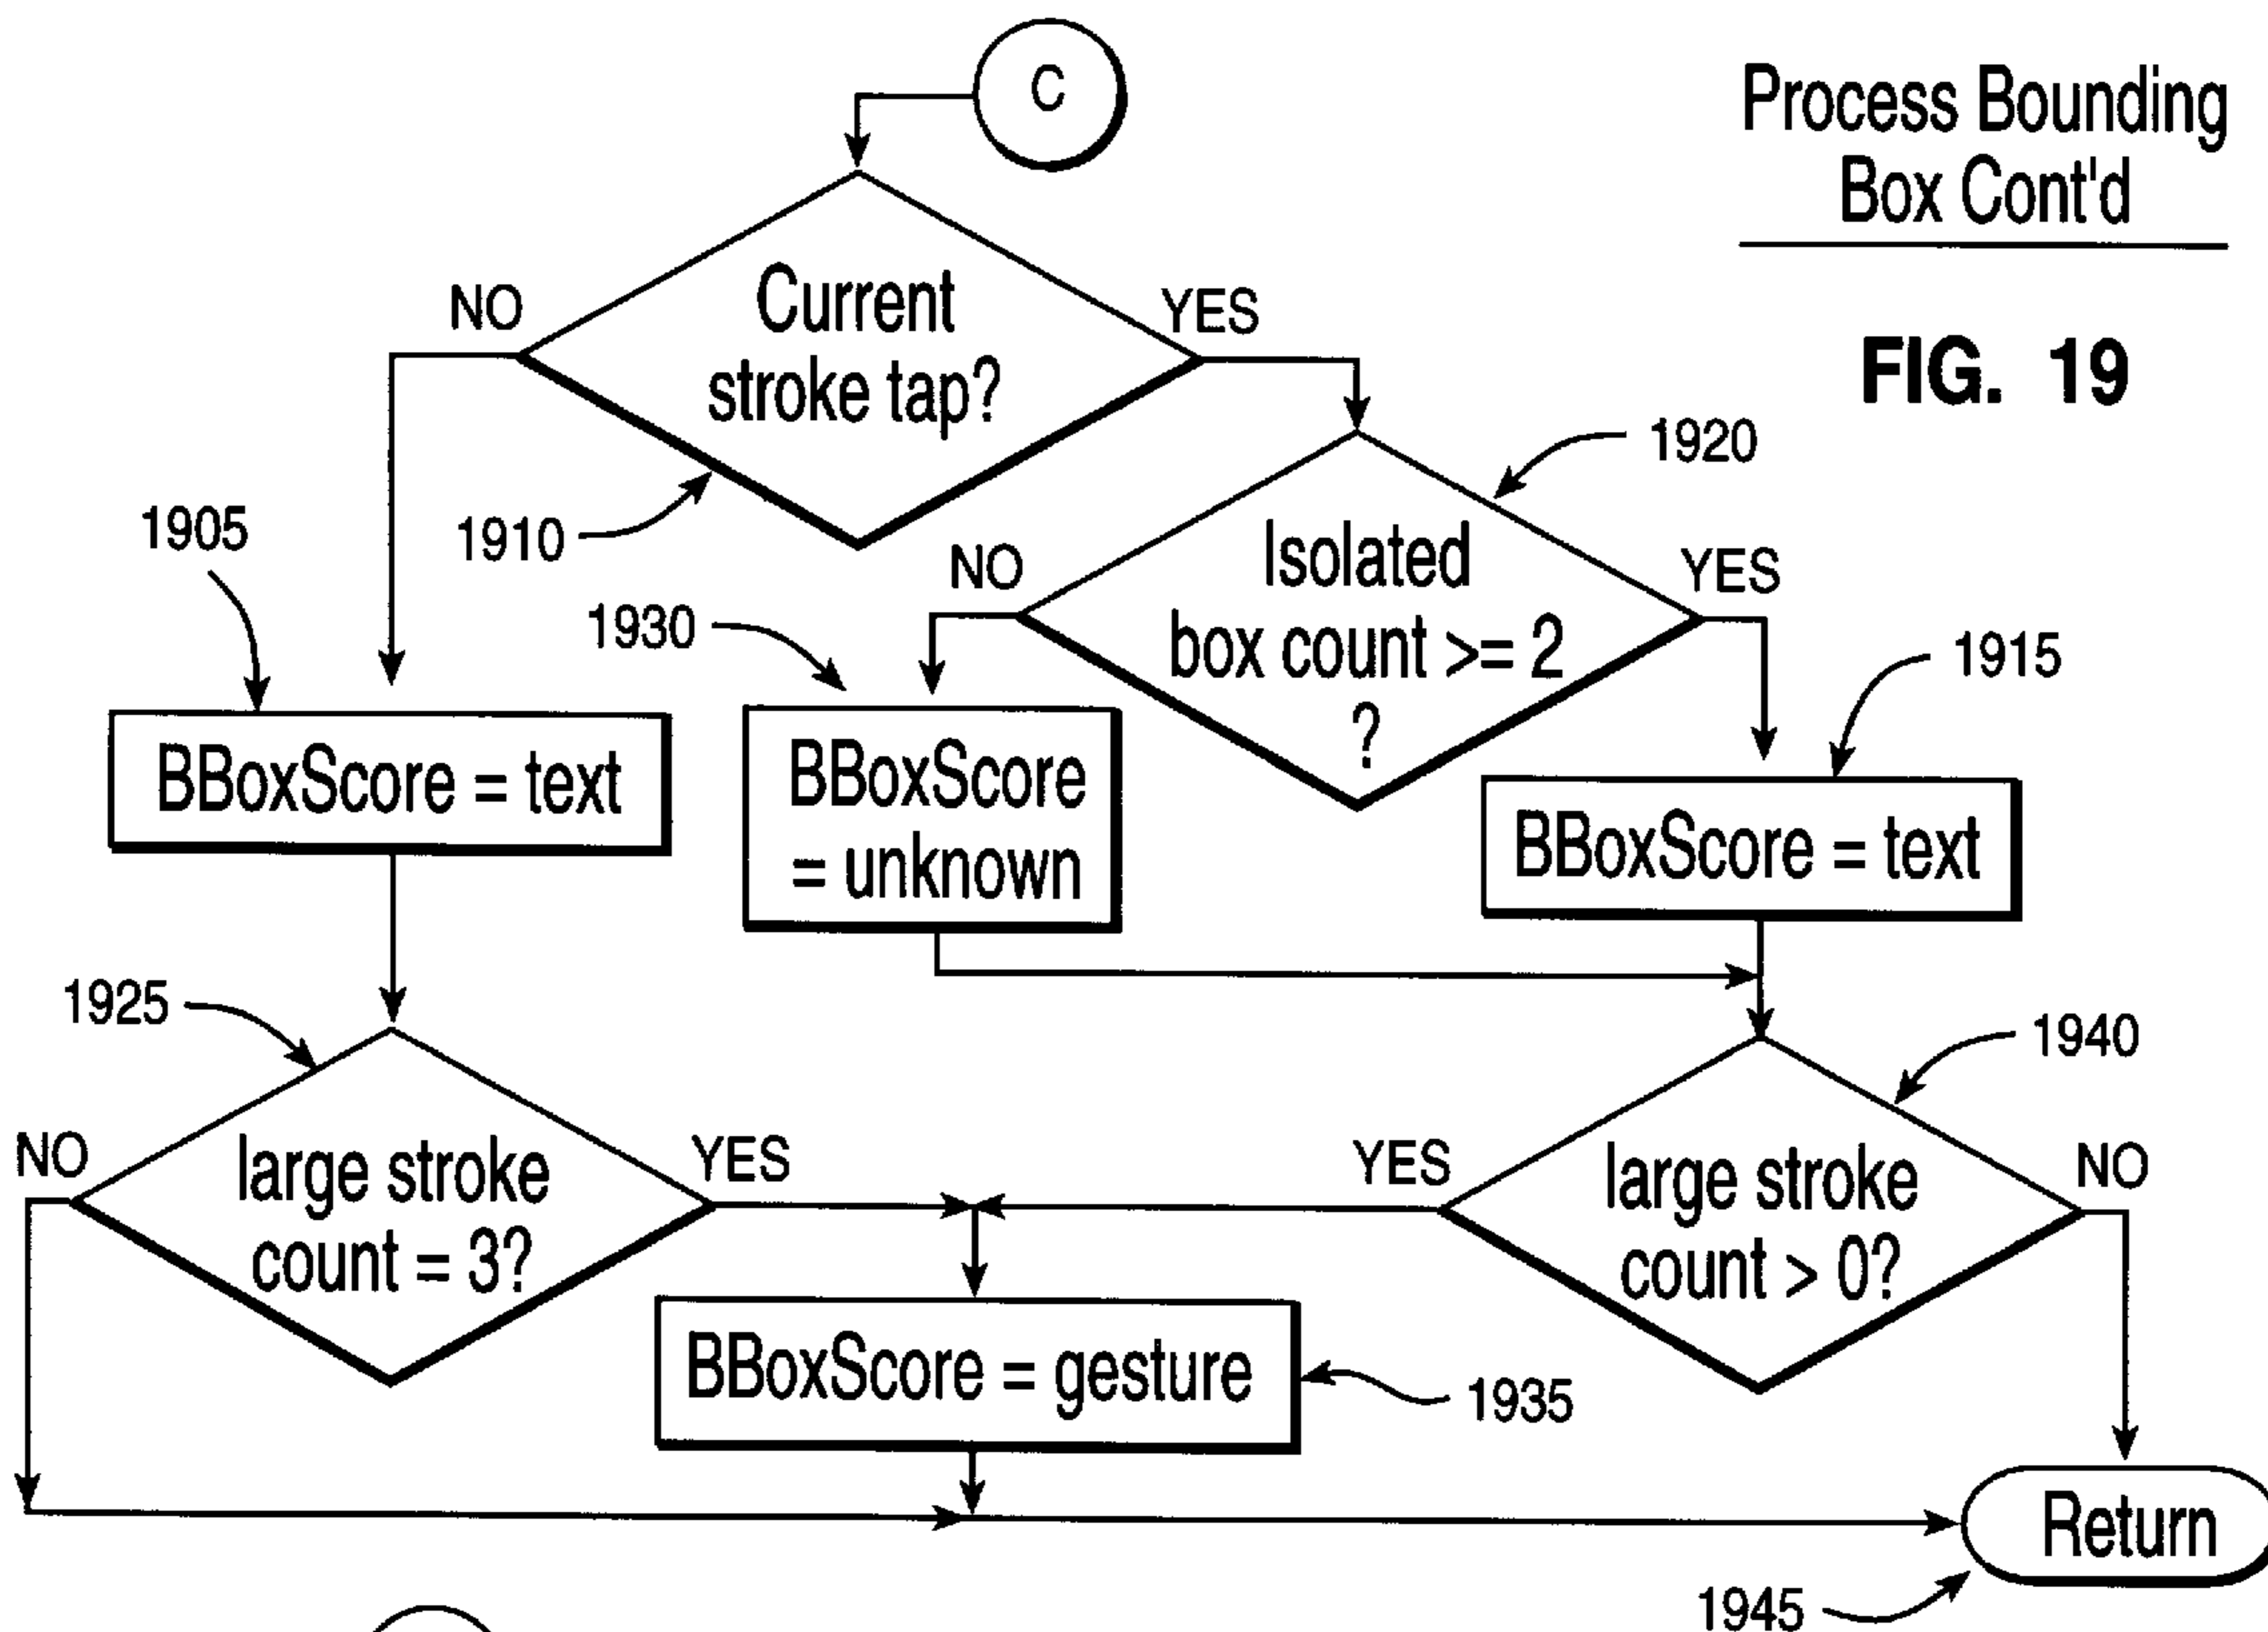 C
Process Bounding
Box Cont'd
FIG. 19
Current
stroke tap?
NO
YES
1910
1920
Isolated
box count >= 2
?
NO
YES
1905
1930
1915
BBoxScore = text
BBoxScore
= unknown
BBoxScore = text
1925
1940
large stroke
count = 3?
NO
YES
large stroke
count > 0?
YES
NO
BBoxScore = gesture
1935
Return
1945